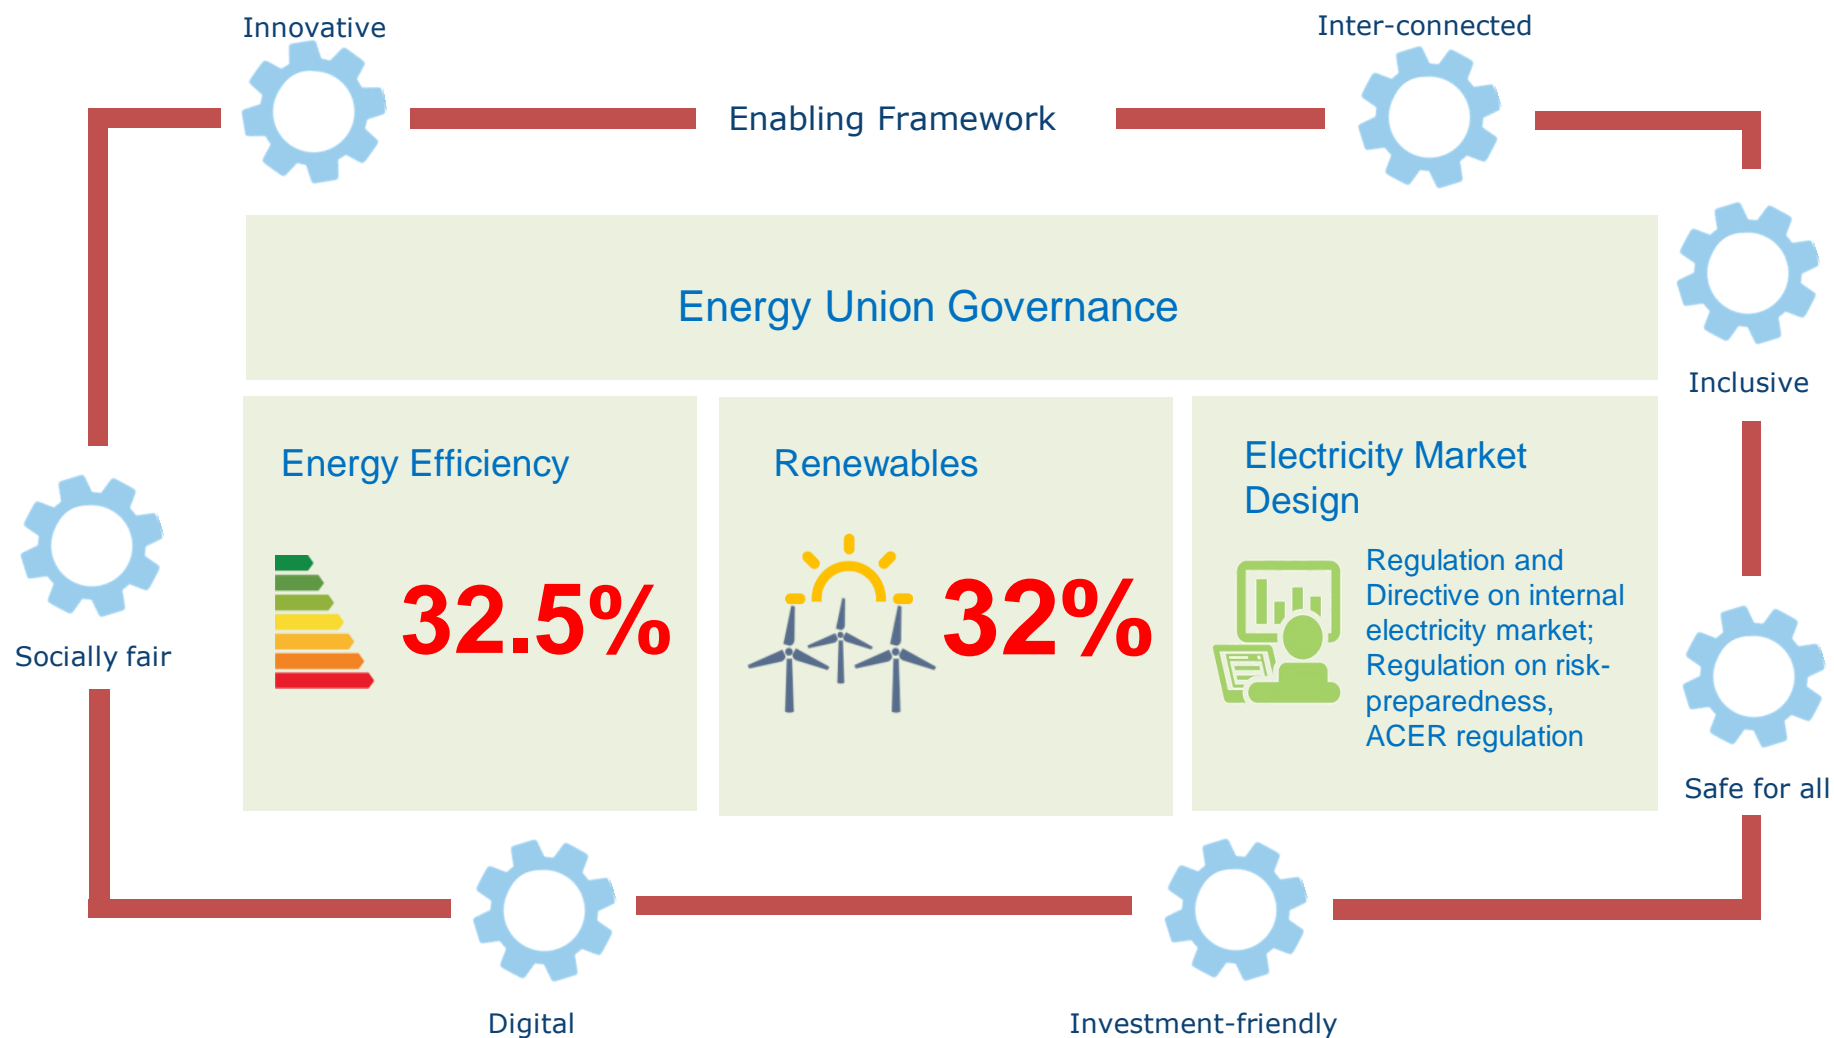 Innovative
Inter-connected
Enabling Framework
Energy Union Governance
Inclusive
Energy Efficiency
32.5%
Renewables
32%
Electricity Market
Design
Regulation and
Directive on internal
electricity market;
Regulation on risk-
preparedness,
ACER regulation
Socially fair
Safe for all
Digital
Investment-friendly